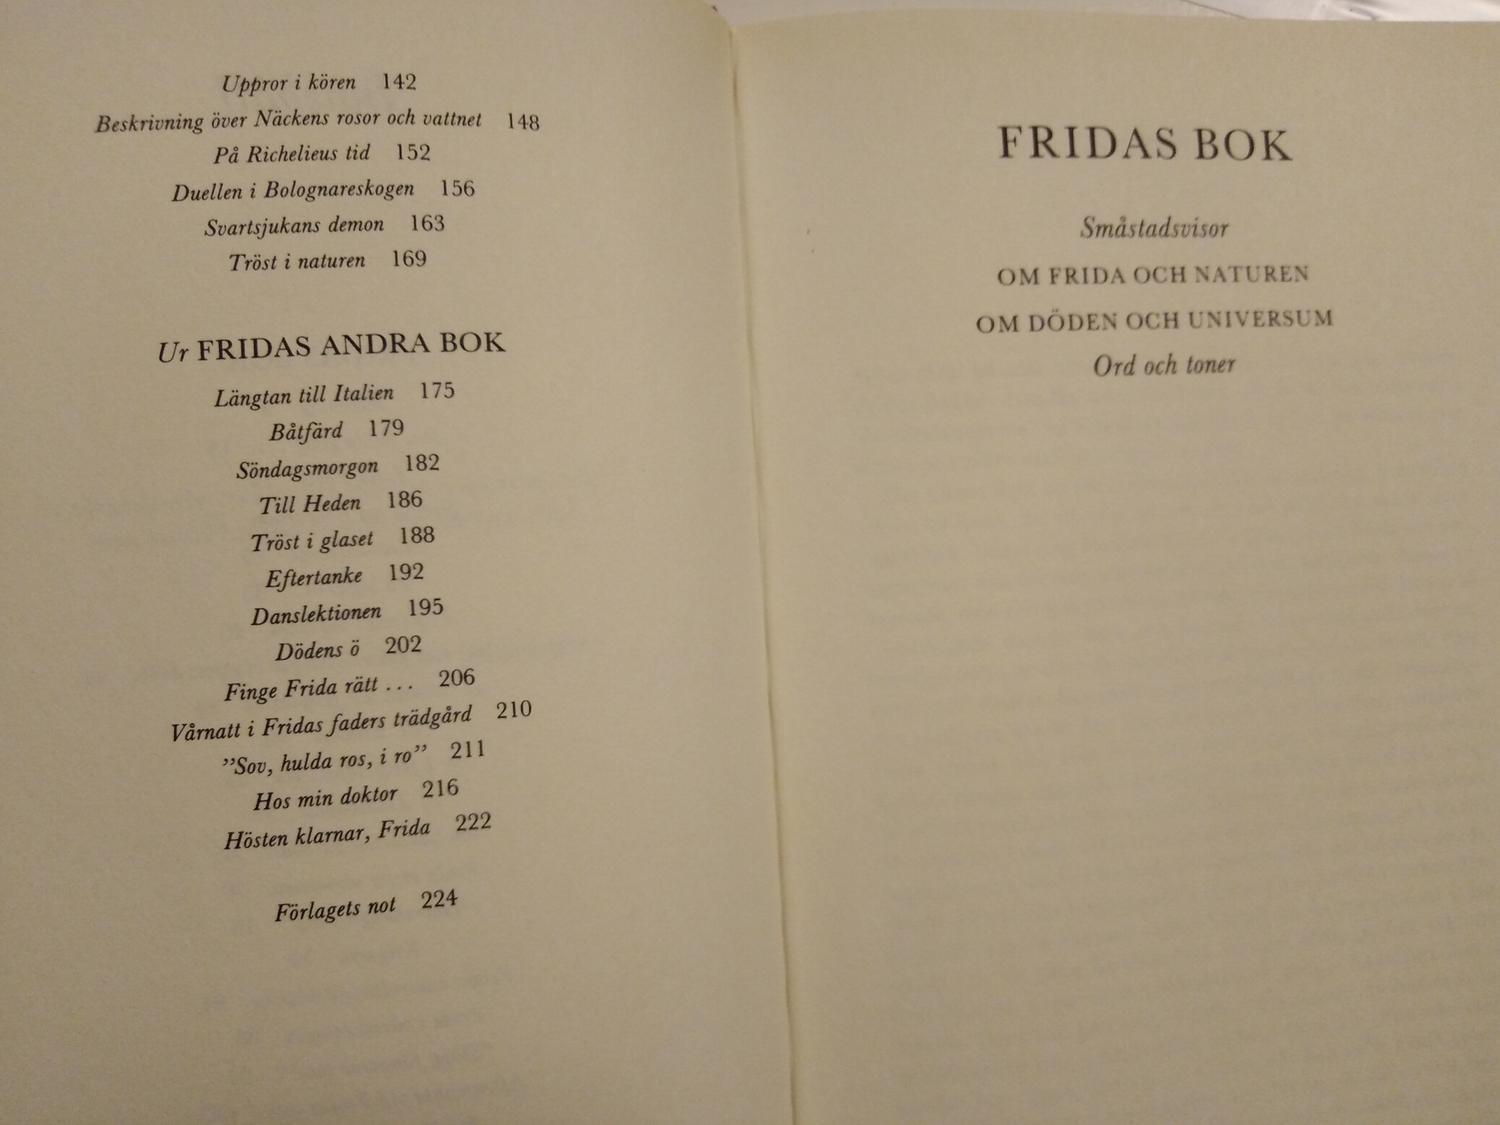 Uppror i kören 142
Beskrivning över Näckens rosor och vattnet 148
På Richelieus tid 152
Duellen i Bolognareskogen 156
Svartsjukans demon 163
Tröst i naturen 169
Ur FRIDAS ANDRA BOK
Längtan till Italien 175
Båtfärd 179
Söndagsmorgon 182
Till Heden 186
Tröst i glaset 188
Eftertanke 192
Danslektionen 195
Dödens ö 202
Finge Frida rätt ... 206
Vårnatt i Fridas faders trädgård 210
”Sov, hulda ros, i ro” 211
Hos min doktor 216
Hösten klarnar, Frida 222
Förlagets not 224
FRIDAS BOK
Småstadsvisor
OM FRIDA OCH NATUREN
OM DÖDEN OCH UNIVERSUM
Ord och toner